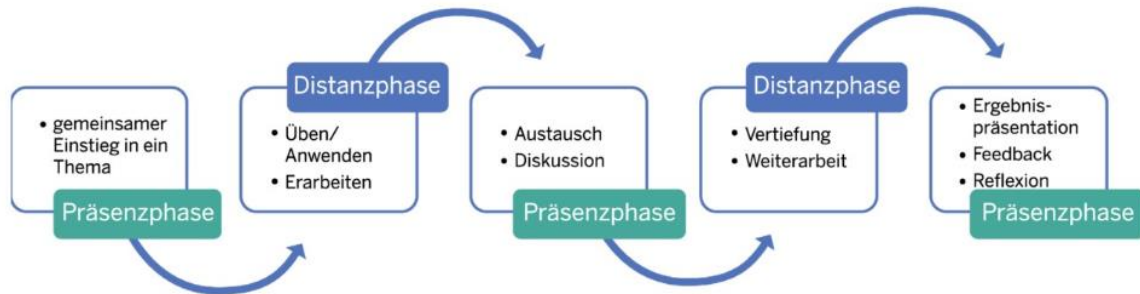 • gemeinsamer
Einstieg in ein
Thema
Präsenzphase
Distanzphase
• Üben/
Anwenden
• Erarbeiten
• Austausch
• Diskussion
Präsenzphase
Distanzphase
• Vertiefung
• Weiterarbeit
• Ergebnis-
präsentation
• Feedback
• Reflexion
Präsenzphase